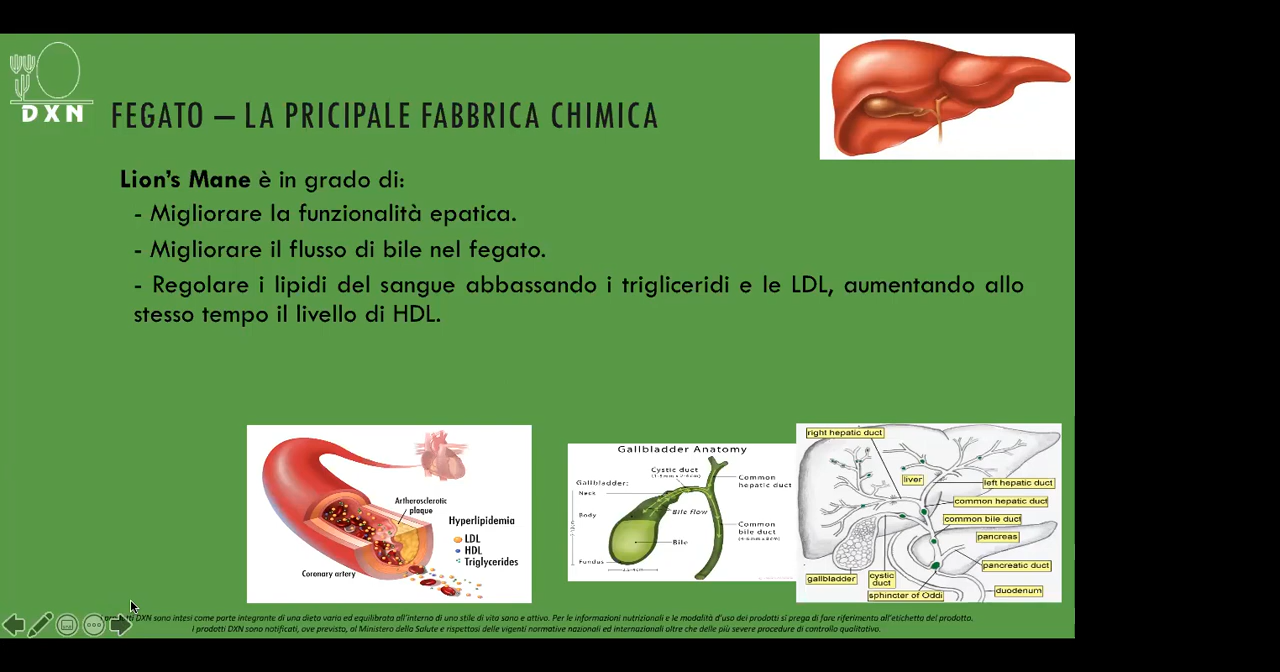 DXN
FEGATO – LA PRICIPALE FABBRICA CHIMICA
Lion's Mane è in grado di:
- Migliorare la funzionalità epatica.
- Migliorare il flusso di bile nel fegato.
- Regolare i lipidi del sangue abbassando i trigliceridi e le LDL, aumentando allo
stesso tempo il livello di HDL.
Artherosclerotic
plaque
Hyperlipidemia
LDL
HDL
Triglycerides
Coronary artery
Gallbladder Anatomy
Cystic duct
Gallbladder:
Neck
Body
Fundus
Common
hepatic duct
Bile flow
Common
bile duct
Bile
right hepatic duct
liver
left hepatic duct
common hepatic duct
common bile duct
pancreas
pancreatic duct
gallbladder
cystic
duct
sphincter of Oddi
duodenum
prodotti DXN sono intesi come parte integrante di una dieta varia ed equilibrata all'interno di uno stile di vita sano e attivo. Per le informazioni nutrizionali e le modalità d'uso dei prodotti si prega di fare riferimento all'etichetta del prodotto.
I prodotti DXN sono notificati, ove previsto, al Ministero della Salute e rispettosi delle vigenti normative nazionali ed internazionali oltre che delle più severe procedure di controllo qualitativo.